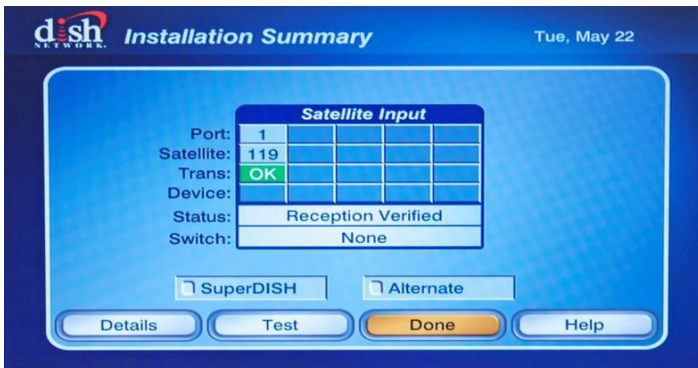 dish
NETWORK.
Installation Summary
Tue, May 22
Satellite Input
Port: 1
Satellite: 119
Trans: OK
Device:
Status: Reception Verified
Switch: None
SuperDISH Alternate
Details Test Done Help